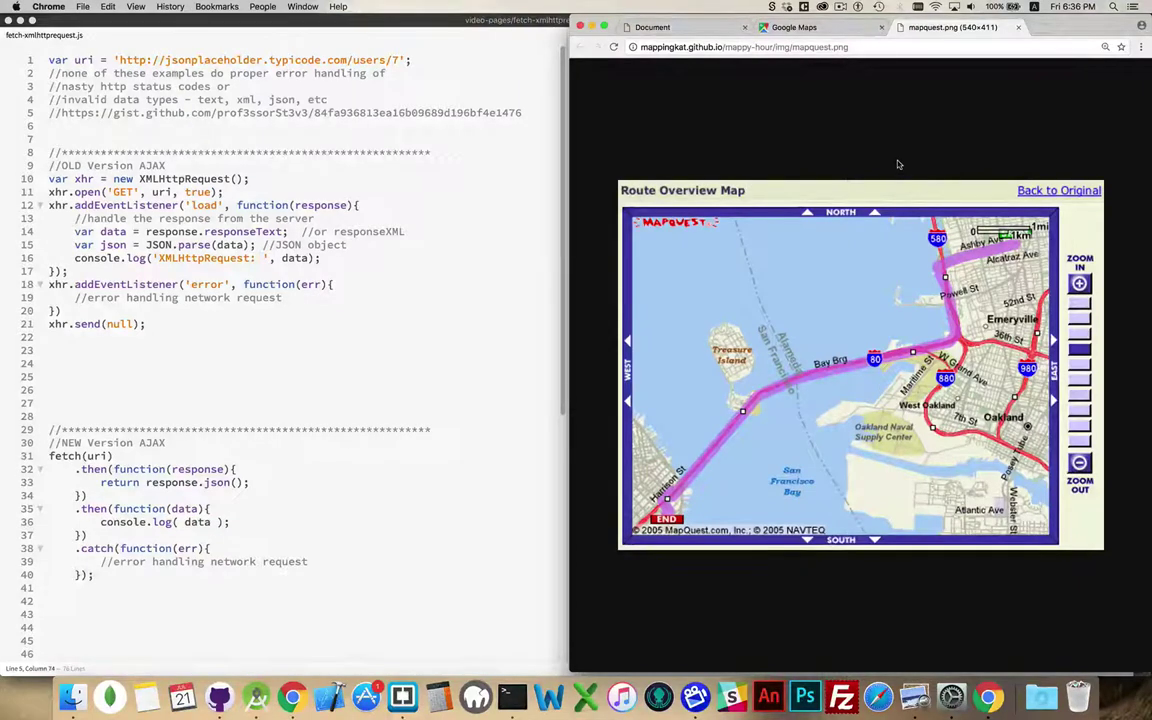 Chrome File Edit View History Bookmarks People Window Help 100% Fri 6:36 PM
video-pages/fetch-xmlhttpre
fetch-xmlhttprequest.js
1 var uri = 'http://jsonplaceholder.typicode.com/users/7';
2 //none of these examples do proper error handling of
3 //nasty http status codes or
4 //invalid data types - text, xml, json, etc
5 //https://gist.github.com/prof3ssorSt3v3/84fa936813ea16b09689d196bf4e1476
6
7
8 //*******************************************************
9 //OLD Version AJAX
10 var xhr = new XMLHttpRequest();
11 xhr.open('GET', uri, true);
12 xhr.addEventListener('load', function(response){
13 //handle the response from the server
14 var data = response.responseText; //or responseXML
15 var json = JSON.parse(data); //JSON object
16 console.log('XMLHttpRequest: ', data);
17 });
18 xhr.addEventListener('error', function(err){
19 //error handling network request
20 })
21 xhr.send(null);
22
23
24
25
26
27
28
29 //*******************************************************
30 //NEW Version AJAX
31 fetch(uri)
32 .then(function(response){
33 return response.json();
34 })
35 .then(function(data){
36 console.log( data );
37 })
38 .catch(function(err){
39 //error handling network request
40 });
41
42
43
44
45
46
Line 5, Column 74 — 76 Lines
Document
Google Maps
mapquest.png (540×411)
mappingkat.github.io/mappy-hour/img/mapquest.png
Route Overview Map
Back to Original
NORTH
MAPQUEST
580
0 1mi
1km
Ashby Ave
Alcatraz Ave
ZOOM
IN
Powell St
52nd St
Emeryville
36th St
Treasure
Island
Alameda
San Francisco
Bay Brg
80
W Grand Ave
Maritime St
880
980
WEST
EAST
West Oakland
7th St
Oakland
Oakland Naval
Supply Center
Posey Tube
Harrison St
San
Francisco
Bay
Webster St
Atlantic Ave
END
ZOOM
OUT
© 2005 MapQuest.com, Inc.; © 2005 NAVTEQ
SOUTH
JUL
21
1
An
Ps
Fz